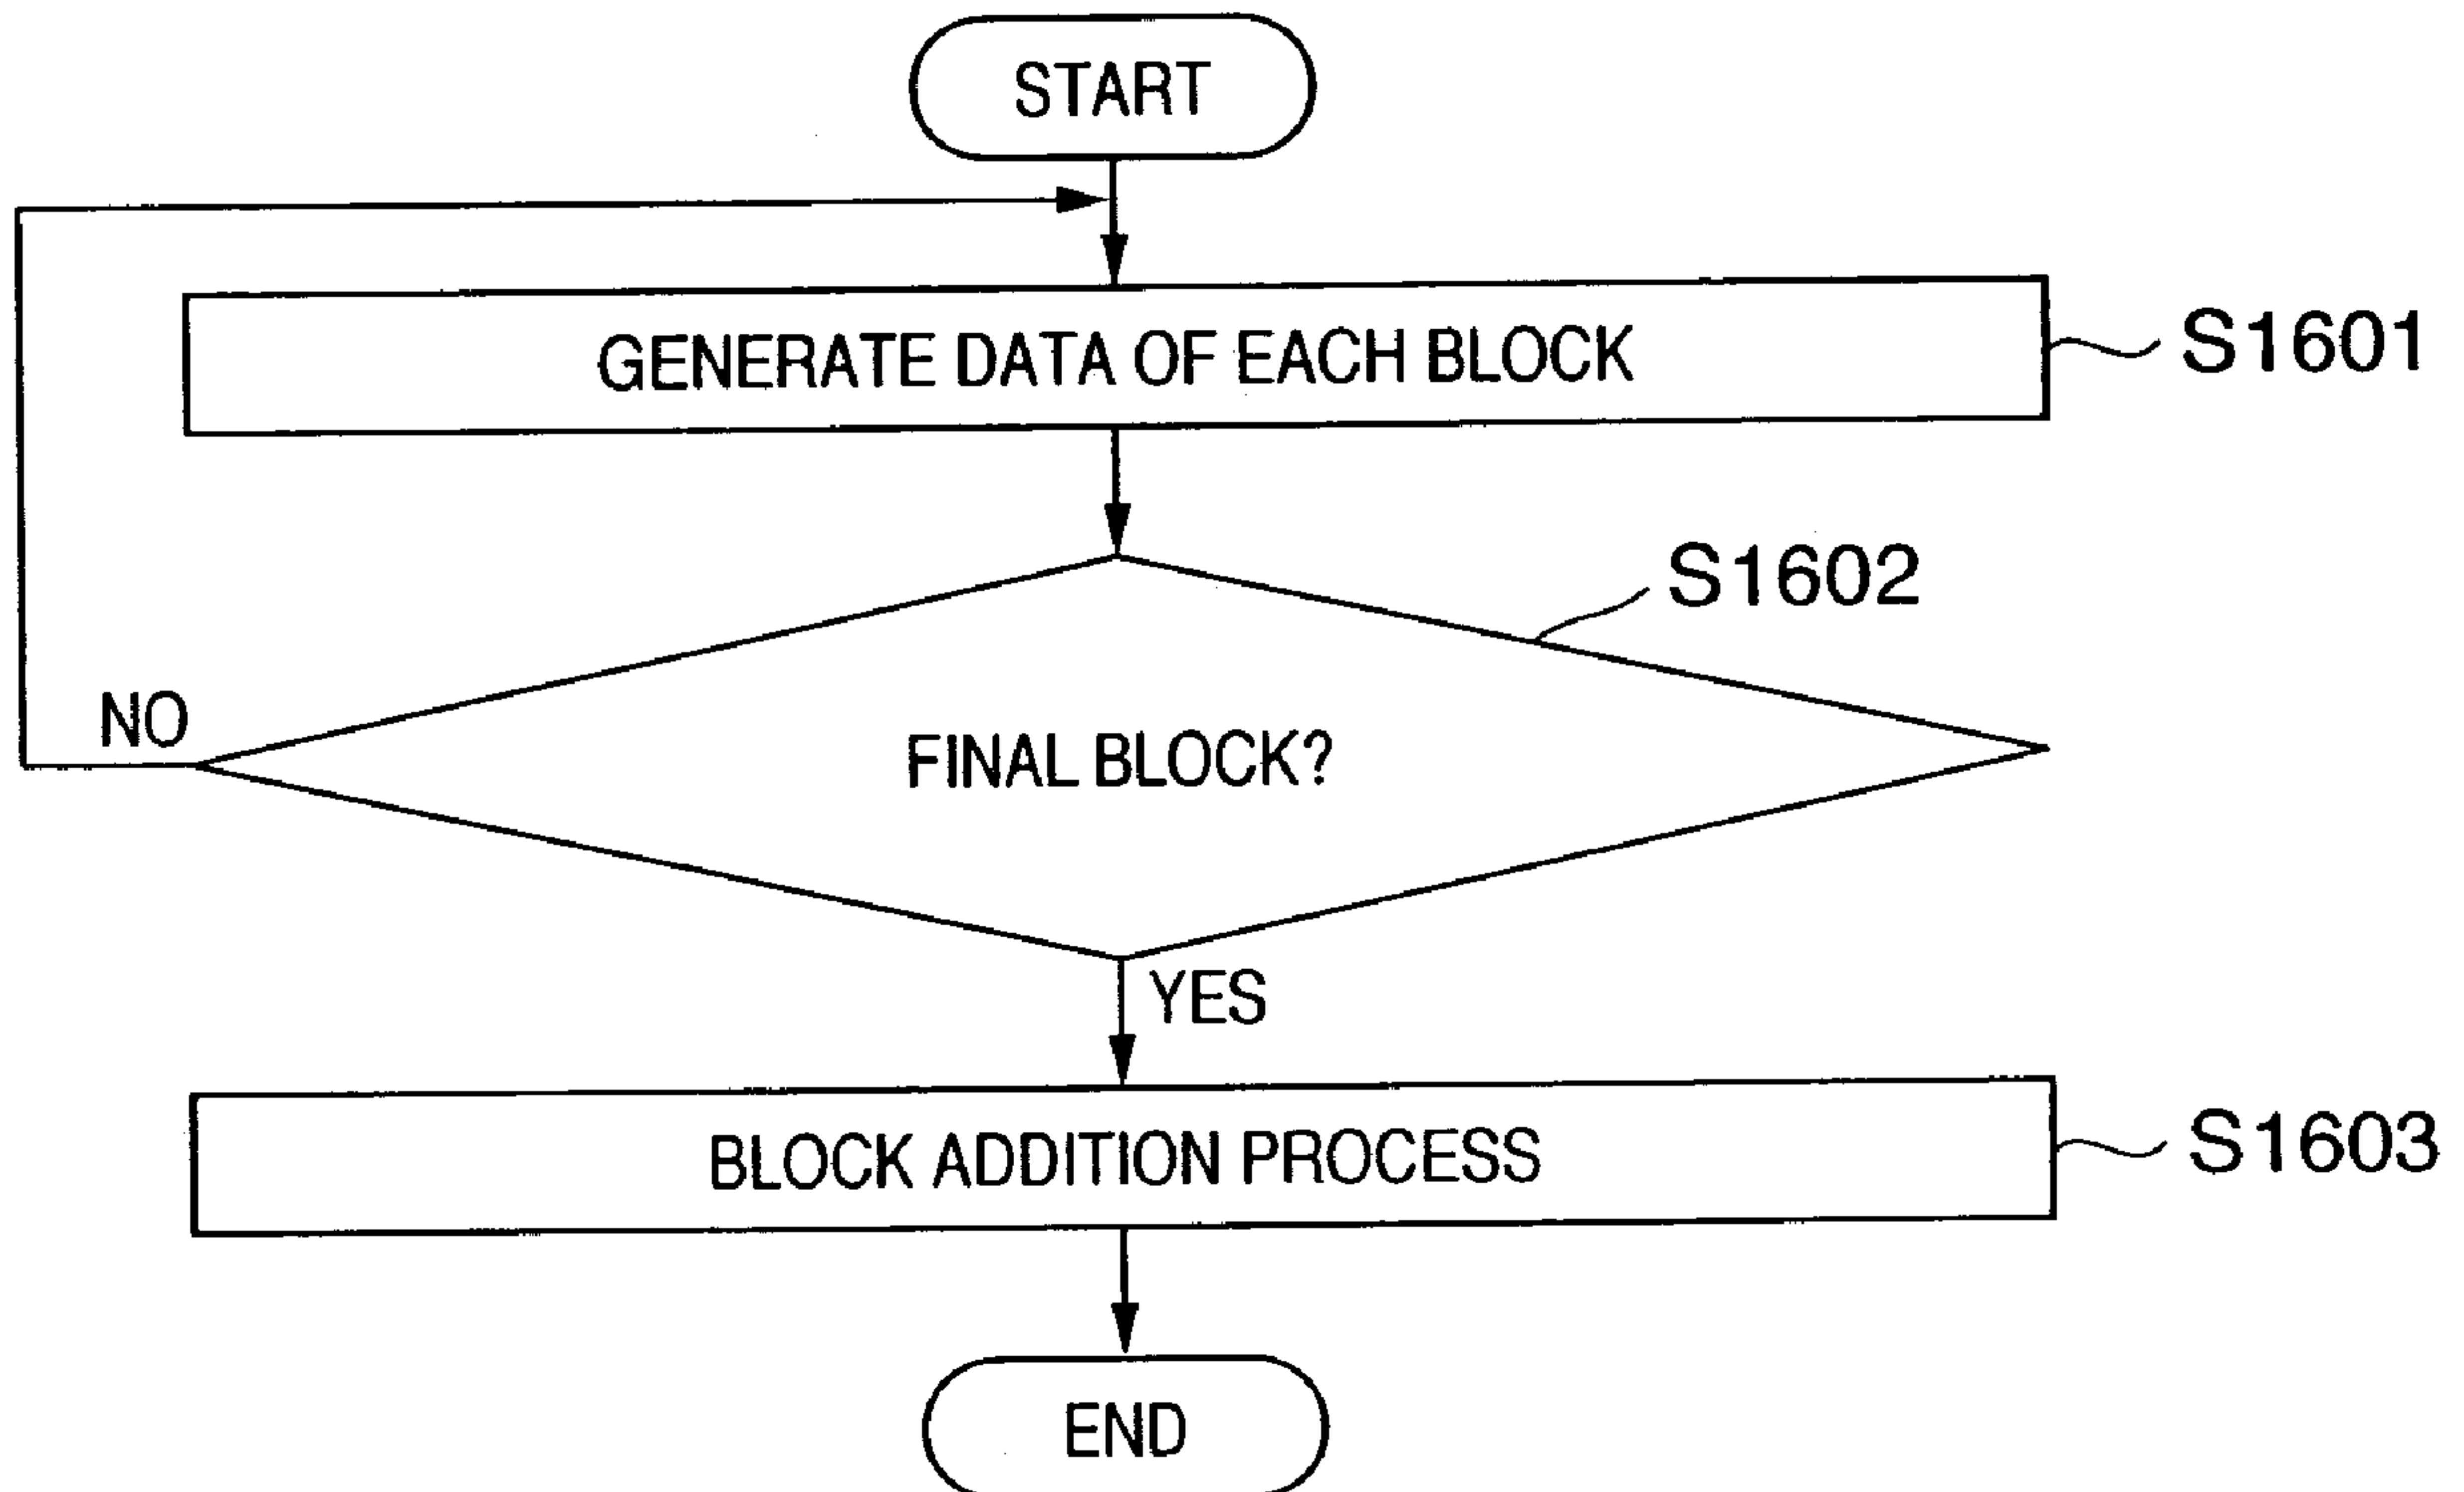 START
GENERATE DATA OF EACH BLOCK
S1601
S1602
NO
FINAL BLOCK?
YES
BLOCK ADDITION PROCESS
S1603
END